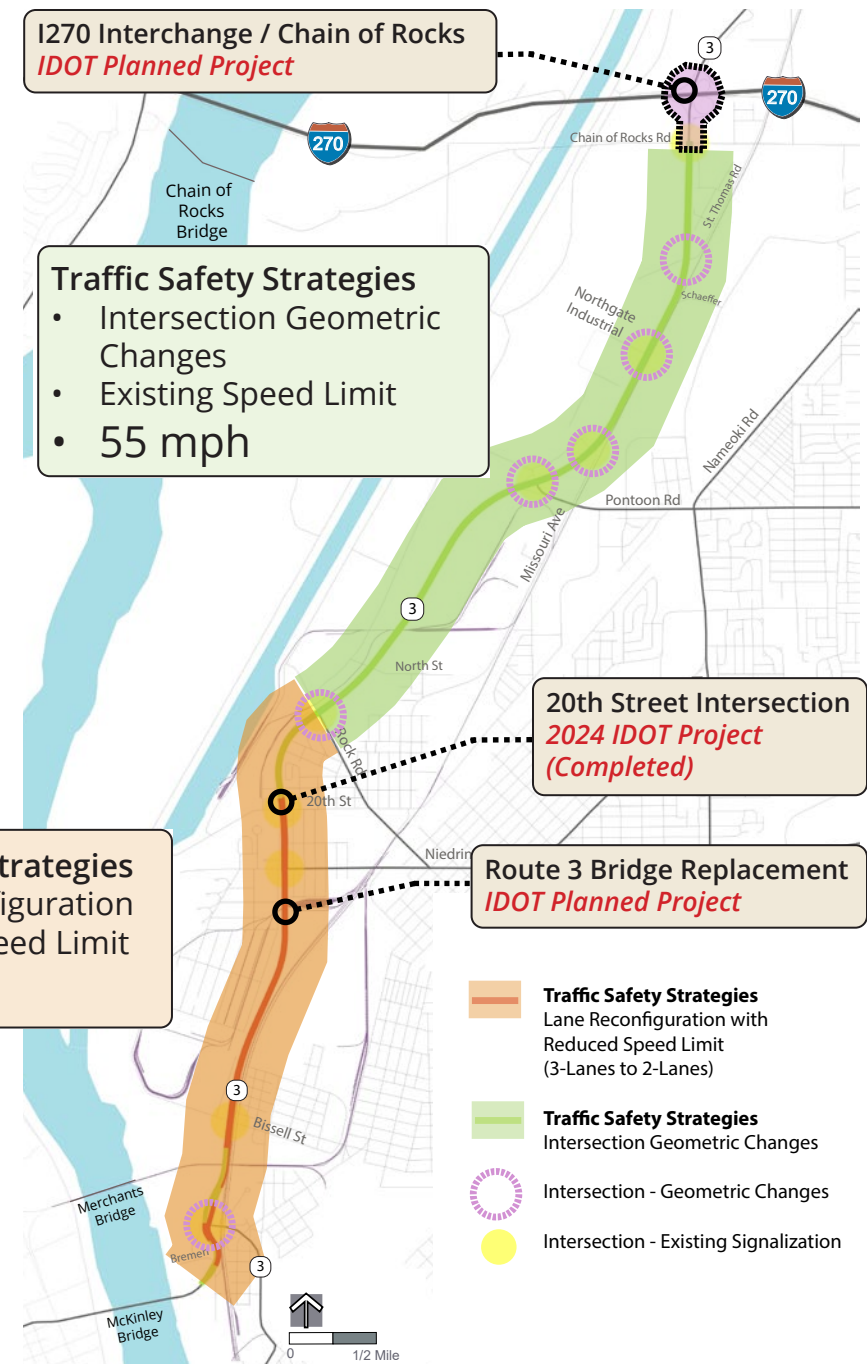 I270 Interchange / Chain of Rocks
IDOT Planned Project
3
270
270
Chain of Rocks Rd
St. Thomas Rd
Chain of
Rocks
Bridge
Traffic Safety Strategies
• Intersection Geometric
Changes
• Existing Speed Limit
• 55 mph
Schaeffer
Northgate
Industrial
Nameoki Rd
Pontoon Rd
Missouri Ave
3
North St
20th Street Intersection
2024 IDOT Project
(Completed)
Rock Rd
20th St
Niedrin
Route 3 Bridge Replacement
IDOT Planned Project
trategies
figuration
eed Limit
Traffic Safety Strategies
Lane Reconfiguration with
Reduced Speed Limit
(3-Lanes to 2-Lanes)
3
Bissell St
Traffic Safety Strategies
Intersection Geometric Changes
Intersection - Geometric Changes
Merchants
Bridge
Intersection - Existing Signalization
Bremen
3
McKinley
Bridge
0 1/2 Mile